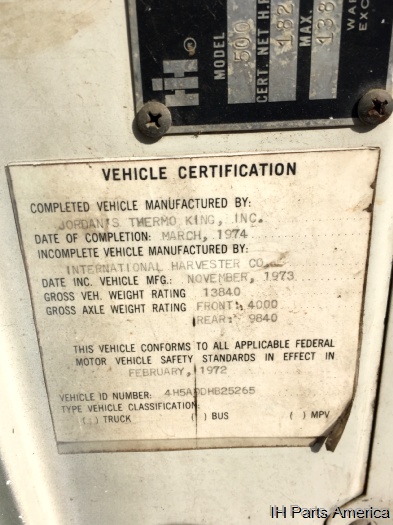 IH
MODEL 500
CERT. NET H.P. 182
MAX. 138
WAR
EXC
VEHICLE CERTIFICATION
COMPLETED VEHICLE MANUFACTURED BY:
JORDAN'S THERMO KING, INC.
DATE OF COMPLETION: MARCH, 1974
INCOMPLETE VEHICLE MANUFACTURED BY:
INTERNATIONAL HARVESTER CO.
DATE INC. VEHICLE MFG.: NOVEMBER, 1973
GROSS VEH. WEIGHT RATING 13840
GROSS AXLE WEIGHT RATING FRONT: 4000
REAR: 9840
THIS VEHICLE CONFORMS TO ALL APPLICABLE FEDERAL
MOTOR VEHICLE SAFETY STANDARDS IN EFFECT IN
FEBRUARY, 1972
VEHICLE ID NUMBER:
TYPE VEHICLE CLASSIFICATION:
( ) TRUCK ( ) BUS ( ) MPV
IH Parts America